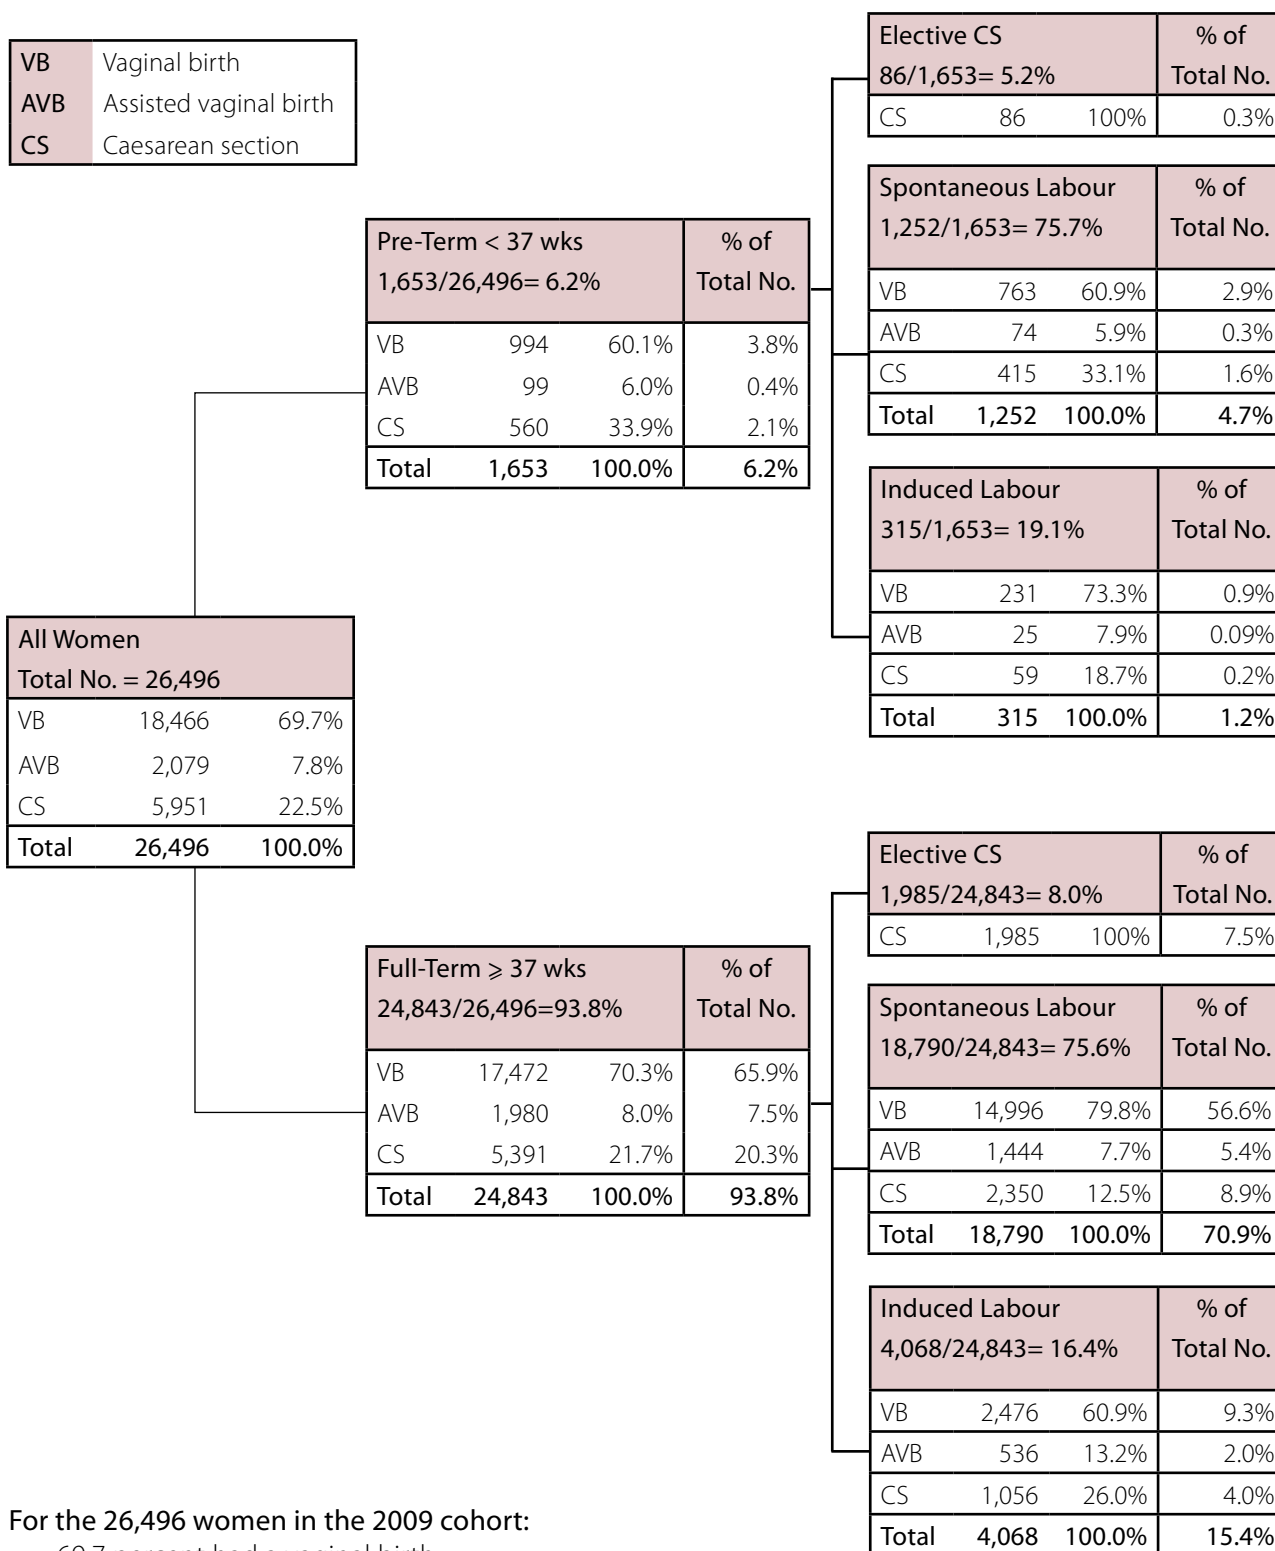 VB Vaginal birth
AVB Assisted vaginal birth
CS Caesarean section
All Women
Total No. = 26,496
VB 18,466 69.7%
AVB 2,079 7.8%
CS 5,951 22.5%
Total 26,496 100.0%
Pre-Term < 37 wks % of
1,653/26,496= 6.2% Total No.
VB 994 60.1% 3.8%
AVB 99 6.0% 0.4%
CS 560 33.9% 2.1%
Total 1,653 100.0% 6.2%
Elective CS % of
86/1,653= 5.2% Total No.
CS 86 100% 0.3%
Spontaneous Labour % of
1,252/1,653= 75.7% Total No.
VB 763 60.9% 2.9%
AVB 74 5.9% 0.3%
CS 415 33.1% 1.6%
Total 1,252 100.0% 4.7%
Induced Labour % of
315/1,653= 19.1% Total No.
VB 231 73.3% 0.9%
AVB 25 7.9% 0.09%
CS 59 18.7% 0.2%
Total 315 100.0% 1.2%
Full-Term ⩾ 37 wks % of
24,843/26,496=93.8% Total No.
VB 17,472 70.3% 65.9%
AVB 1,980 8.0% 7.5%
CS 5,391 21.7% 20.3%
Total 24,843 100.0% 93.8%
Elective CS % of
1,985/24,843= 8.0% Total No.
CS 1,985 100% 7.5%
Spontaneous Labour % of
18,790/24,843= 75.6% Total No.
VB 14,996 79.8% 56.6%
AVB 1,444 7.7% 5.4%
CS 2,350 12.5% 8.9%
Total 18,790 100.0% 70.9%
Induced Labour % of
4,068/24,843= 16.4% Total No.
VB 2,476 60.9% 9.3%
AVB 536 13.2% 2.0%
CS 1,056 26.0% 4.0%
Total 4,068 100.0% 15.4%
For the 26,496 women in the 2009 cohort:
69.7 percent had a vaginal birth